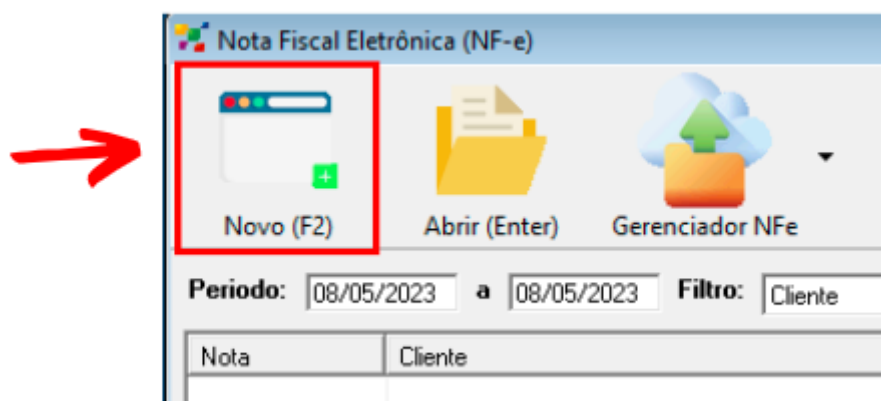 Nota Fiscal Eletrônica (NF-e)
Novo (F2) Abrir (Enter) Gerenciador NFe
Periodo: 08/05/2023 a 08/05/2023 Filtro: Cliente
Nota Cliente